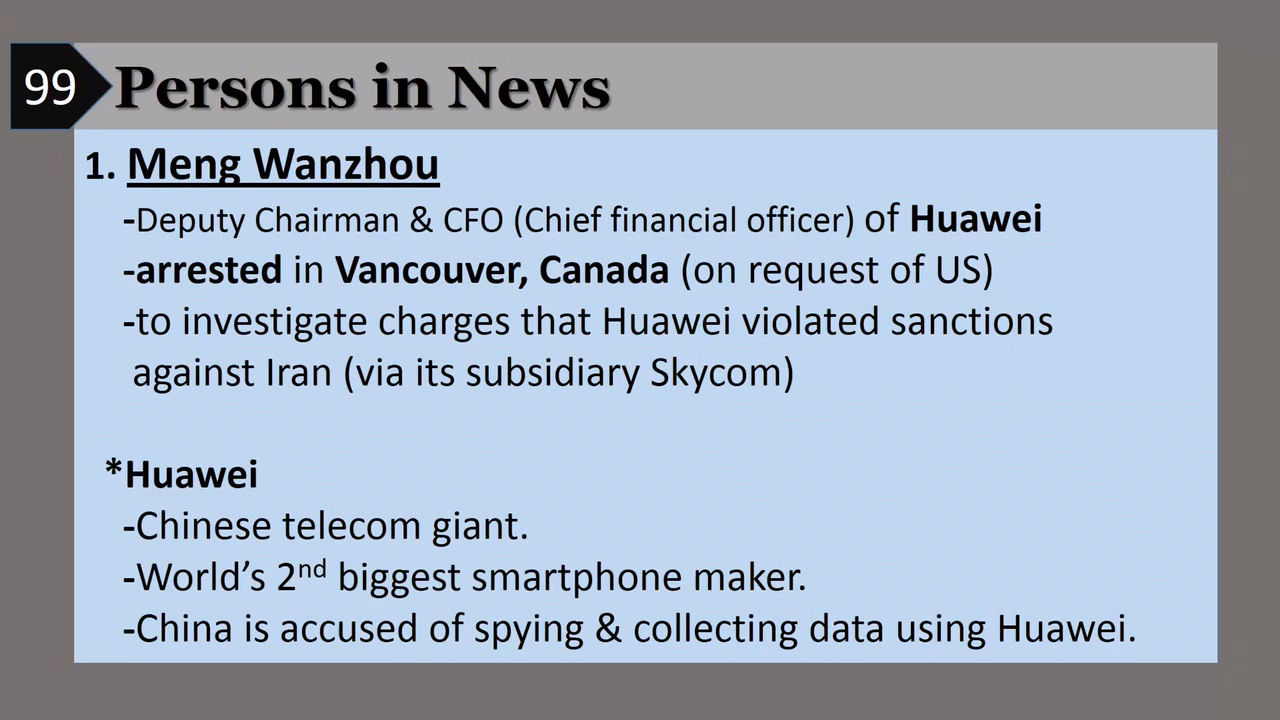 99
Persons in News
1. Meng Wanzhou
-Deputy Chairman & CFO (Chief financial officer) of Huawei
-arrested in Vancouver, Canada (on request of US)
-to investigate charges that Huawei violated sanctions
against Iran (via its subsidiary Skycom)
*Huawei
-Chinese telecom giant.
-World’s 2nd biggest smartphone maker.
-China is accused of spying & collecting data using Huawei.